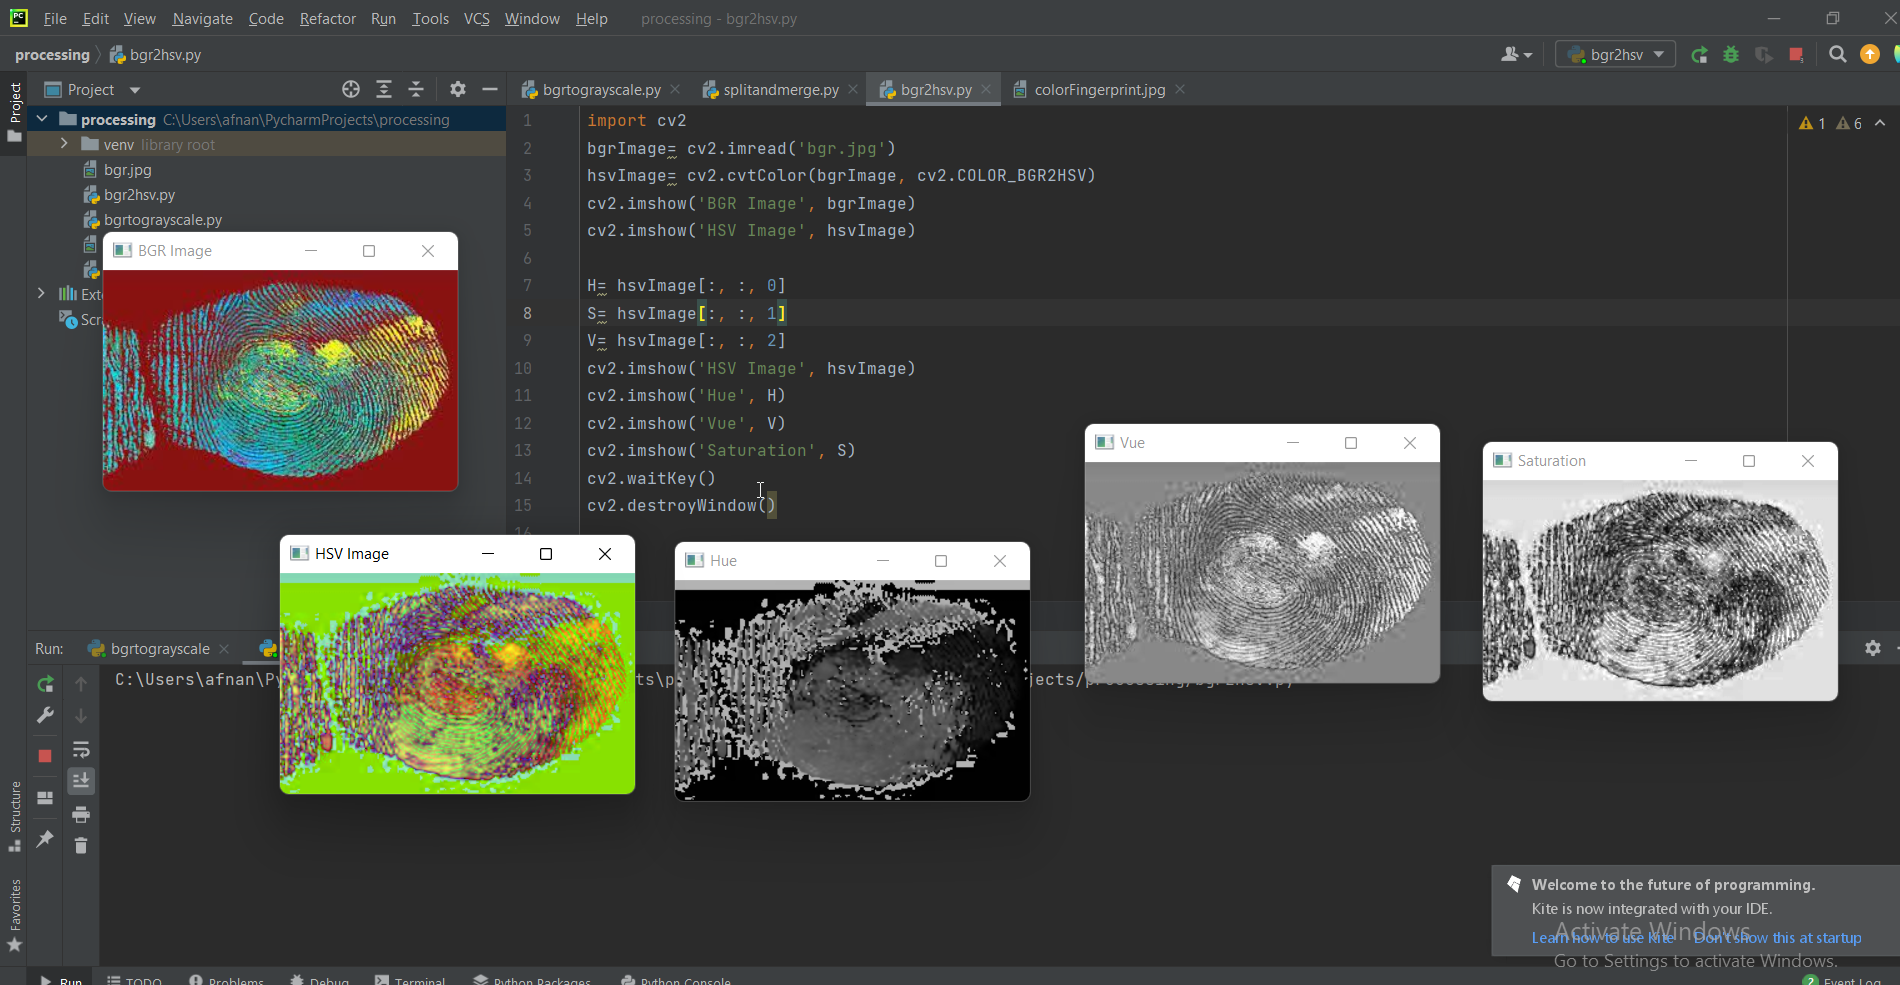 File Edit View Navigate Code Refactor Run Tools VCS Window Help processing - bgr2hsv.py
processing bgr2hsv.py
bgr2hsv
Project
Project
bgrtograyscale.py splitandmerge.py bgr2hsv.py colorFingerprint.jpg
processing C:\Users\afnan\PycharmProjects\processing
venv library root
bgr.jpg
bgr2hsv.py
bgrtograyscale.py
Ext
Scr
1 import cv2
2 bgrImage= cv2.imread('bgr.jpg')
3 hsvImage= cv2.cvtColor(bgrImage, cv2.COLOR_BGR2HSV)
4 cv2.imshow('BGR Image', bgrImage)
5 cv2.imshow('HSV Image', hsvImage)
6
7 H= hsvImage[:, :, 0]
8 S= hsvImage[:, :, 1]
9 V= hsvImage[:, :, 2]
10 cv2.imshow('HSV Image', hsvImage)
11 cv2.imshow('Hue', H)
12 cv2.imshow('Vue', V)
13 cv2.imshow('Saturation', S)
14 cv2.waitKey()
15 cv2.destroyWindow()
16
1 6
BGR Image
HSV Image
Hue
Vue
Saturation
Run: bgrtograyscale
C:\Users\afnan\Py
Structure
Favorites
Welcome to the future of programming.
Kite is now integrated with your IDE.
Learn how to use Kite Don't show this at startup
Activate Windows
Go to Settings to activate Windows.
Run TODO Problems Debug Terminal Python Packages Python Console 2 Event Log